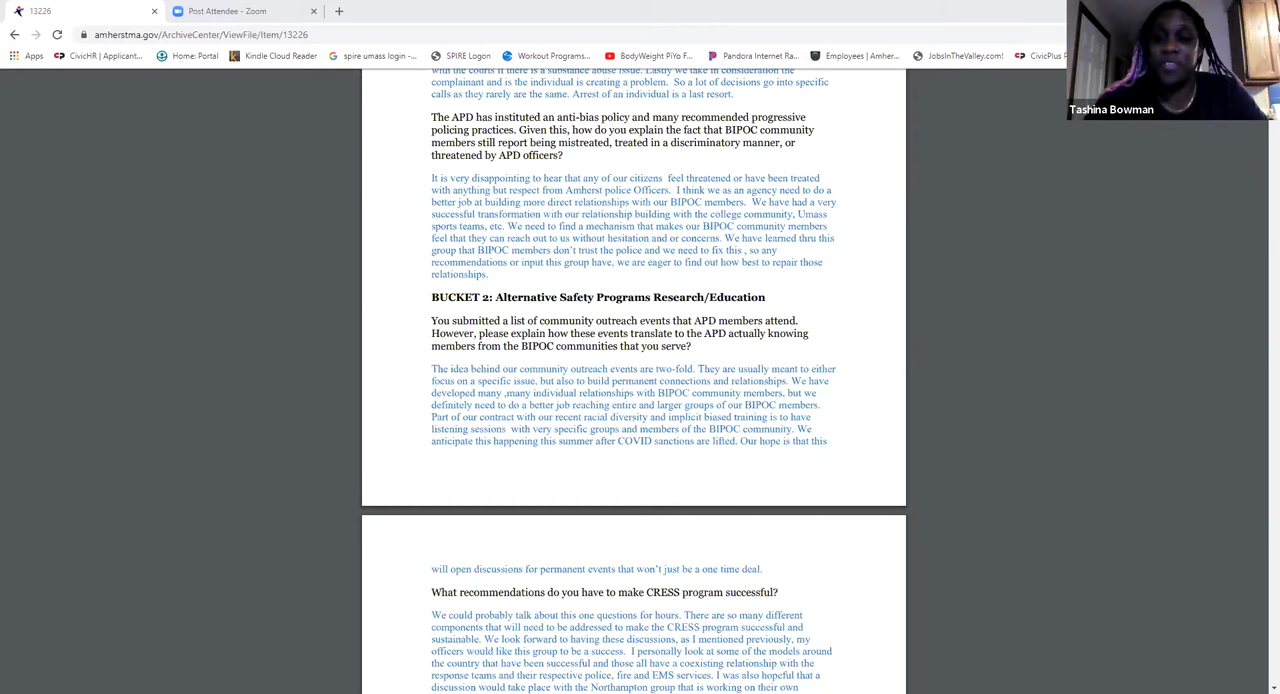 13226
Post Attendee - Zoom
amherstma.gov/ArchiveCenter/ViewFile/Item/13226
Apps
CivicHR | Applicant...
Home: Portal
Kindle Cloud Reader
spire umass login -...
SPIRE Logon
Workout Programs...
BodyWeight PiYo F...
Pandora Internet Ra...
Employees | Amher...
JobsInTheValley.com!
CivicPlus P
Tashina Bowman
with the courts if there is a substance abuse issue. Lastly we take in consideration the
complainant and is the individual is creating a problem. So a lot of decisions go into specific
calls as they rarely are the same. Arrest of an individual is a last resort.
The APD has instituted an anti-bias policy and many recommended progressive
policing practices. Given this, how do you explain the fact that BIPOC community
members still report being mistreated, treated in a discriminatory manner, or
threatened by APD officers?
It is very disappointing to hear that any of our citizens feel threatened or have been treated
with anything but respect from Amherst police Officers. I think we as an agency need to do a
better job at building more direct relationships with our BIPOC members. We have had a very
successful transformation with our relationship building with the college community, Umass
sports teams, etc. We need to find a mechanism that makes our BIPOC community members
feel that they can reach out to us without hesitation and or concerns. We have learned thru this
group that BIPOC members don't trust the police and we need to fix this , so any
recommendations or input this group have, we are eager to find out how best to repair those
relationships.
BUCKET 2: Alternative Safety Programs Research/Education
You submitted a list of community outreach events that APD members attend.
However, please explain how these events translate to the APD actually knowing
members from the BIPOC communities that you serve?
The idea behind our community outreach events are two-fold. They are usually meant to either
focus on a specific issue, but also to build permanent connections and relationships. We have
developed many ,many individual relationships with BIPOC community members, but we
definitely need to do a better job reaching entire and larger groups of our BIPOC members.
Part of our contract with our recent racial diversity and implicit biased training is to have
listening sessions with very specific groups and members of the BIPOC community. We
anticipate this happening this summer after COVID sanctions are lifted. Our hope is that this
will open discussions for permanent events that won't just be a one time deal.
What recommendations do you have to make CRESS program successful?
We could probably talk about this one questions for hours. There are so many different
components that will need to be addressed to make the CRESS program successful and
sustainable. We look forward to having these discussions, as I mentioned previously, my
officers would like this group to be a success. I personally look at some of the models around
the country that have been successful and those all have a coexisting relationship with the
response teams and their respective police, fire and EMS services. I was also hopeful that a
discussion would take place with the Northampton group that is working on their own